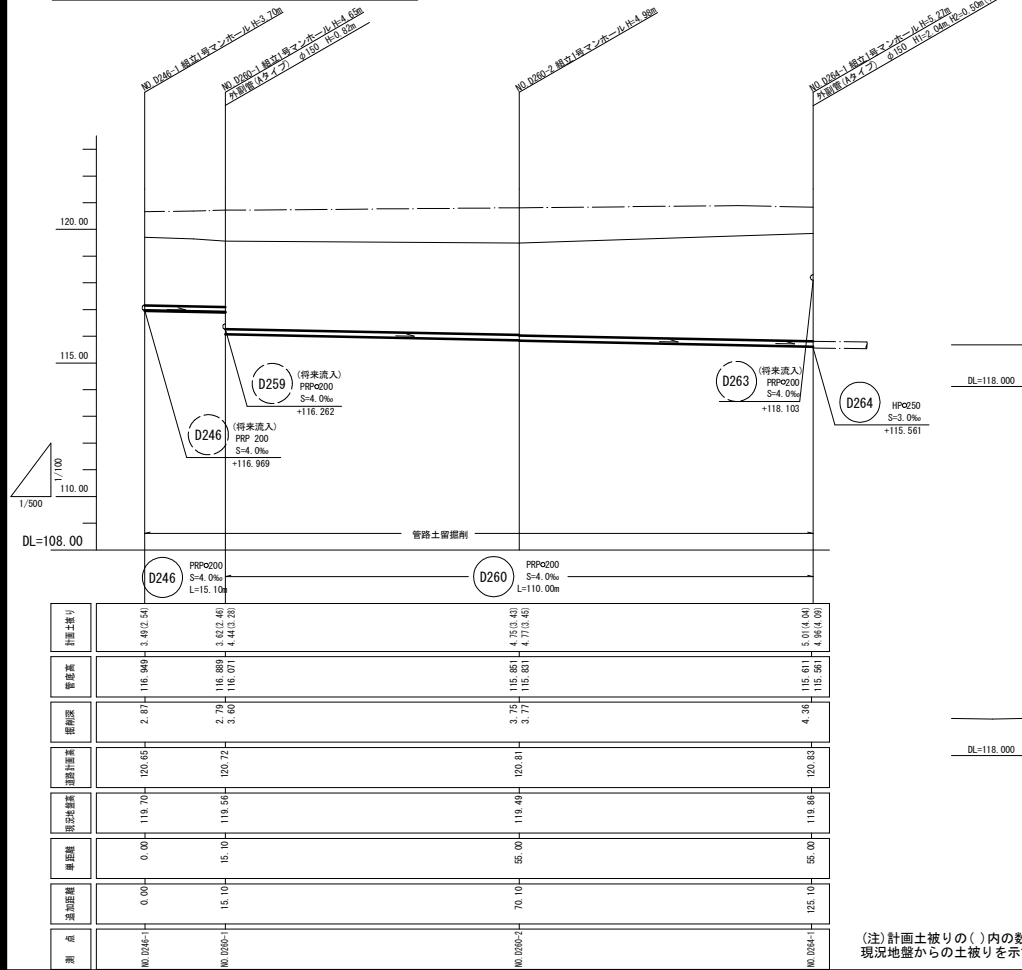 NO. D246-1 組立1号マンホール H=3.70m
NO. D260-1 組立1号マンホール H=4.65m
外副管(Aタイプ) φ150 H=0.82m
NO. D260-2 組立1号マンホール H=4.98m
NO. D264-1 組立1号マンホール H=5.27m
外副管(Aタイプ) φ150 H1=2.04m, H2=0.50m
120.00
115.00
110.00
DL=108.00
1/100
1/500
D246
(将来流入)
PRP 200
S=4.0‰
+116.969
D259
(将来流入)
PRPφ200
S=4.0‰
+116.262
D263
(将来流入)
PRPφ200
S=4.0‰
+118.103
D264
HPφ250
S=3.0‰
+115.561
DL=118.000
DL=118.000
管路土留掘削
D246
PRPφ200
S=4.0‰
L=15.10m
D260
PRPφ200
S=4.0‰
L=110.00m
計画土被り 3.49(2.54) 3.62(2.46) 4.44(3.28) 4.75(3.43) 4.77(3.45) 5.01(4.04) 4.96(4.09)
管底高 116.949 116.889 116.071 115.851 115.831 115.611 115.561
掘削深 2.87 2.79 3.60 3.75 3.77 4.36
道路計画高 120.65 120.72 120.81 120.83
現況地盤高 119.70 119.56 119.49 119.86
単距離 0.00 15.10 55.00 55.00
追加距離 0.00 15.10 70.10 125.10
測点 NO. D246-1 NO. D260-1 NO. D260-2 NO. D264-1
(注)計画土被りの( )内の数
現況地盤からの土被りを示